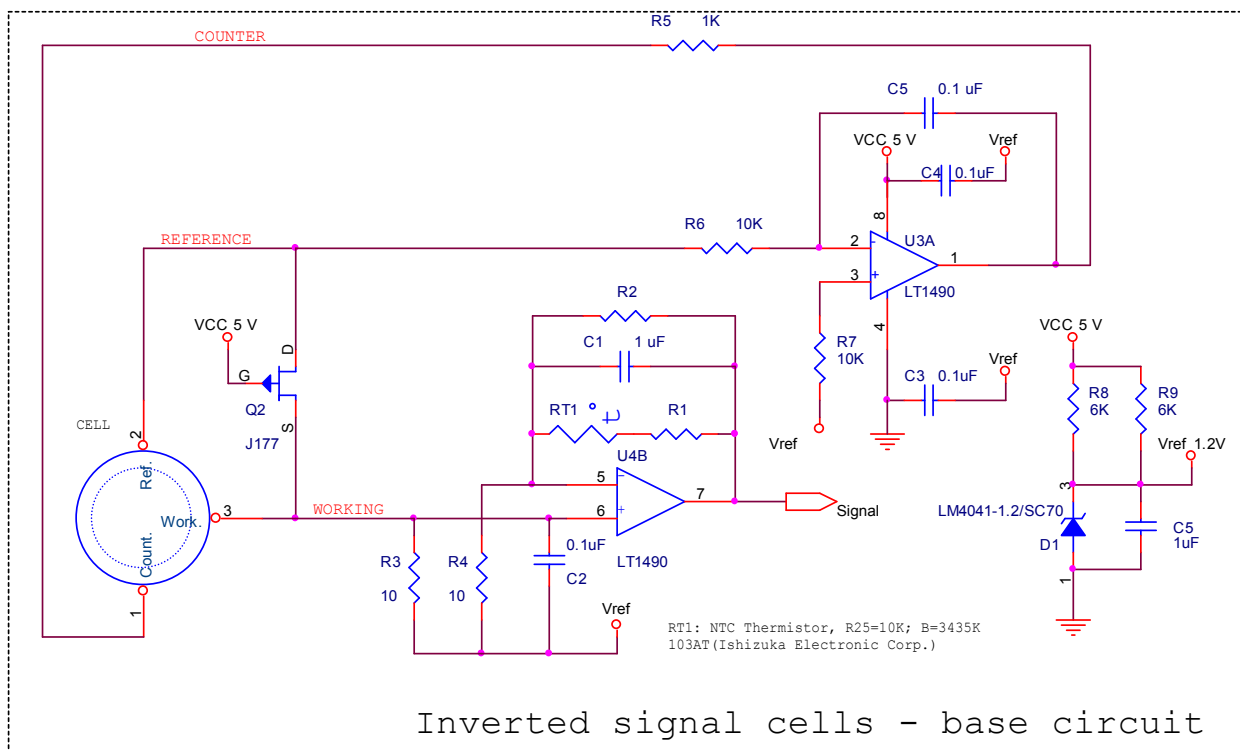 R5 1K
COUNTER
C5 0.1 uF
VCC 5 V
Vref
C4 0.1uF
8
R6 10K
REFERENCE
2
-
U3A
1
3
+
LT1490
4
R2
VCC 5 V
D
C1 1 uF
R7
10K
VCC 5 V
Vref
C3 0.1uF
G
R8
6K
R9
6K
Q2
RT1 t
R1
J177
S
Vref
Vref 1.2V
CELL
2
U4B
Ref.
5
-
7
3
Work.
3
WORKING
6
+
Signal
LM4041-1.2/SC70
D1
C5
1uF
Count.
0.1uF
LT1490
R3
10
R4
10
C2
1
1
Vref
RT1: NTC Thermistor, R25=10K; B=3435K
103AT(Ishizuka Electronic Corp.)
Inverted signal cells - base circuit